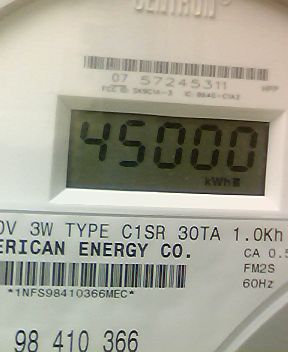 CENTRON
07 57245311
45000
kWh
0V 3W TYPE C1SR 30TA 1.0Kh
ERICAN ENERGY CO.
CA 0.5
FM2S
60Hz
*1NFS98410366MEC*
98 410 366